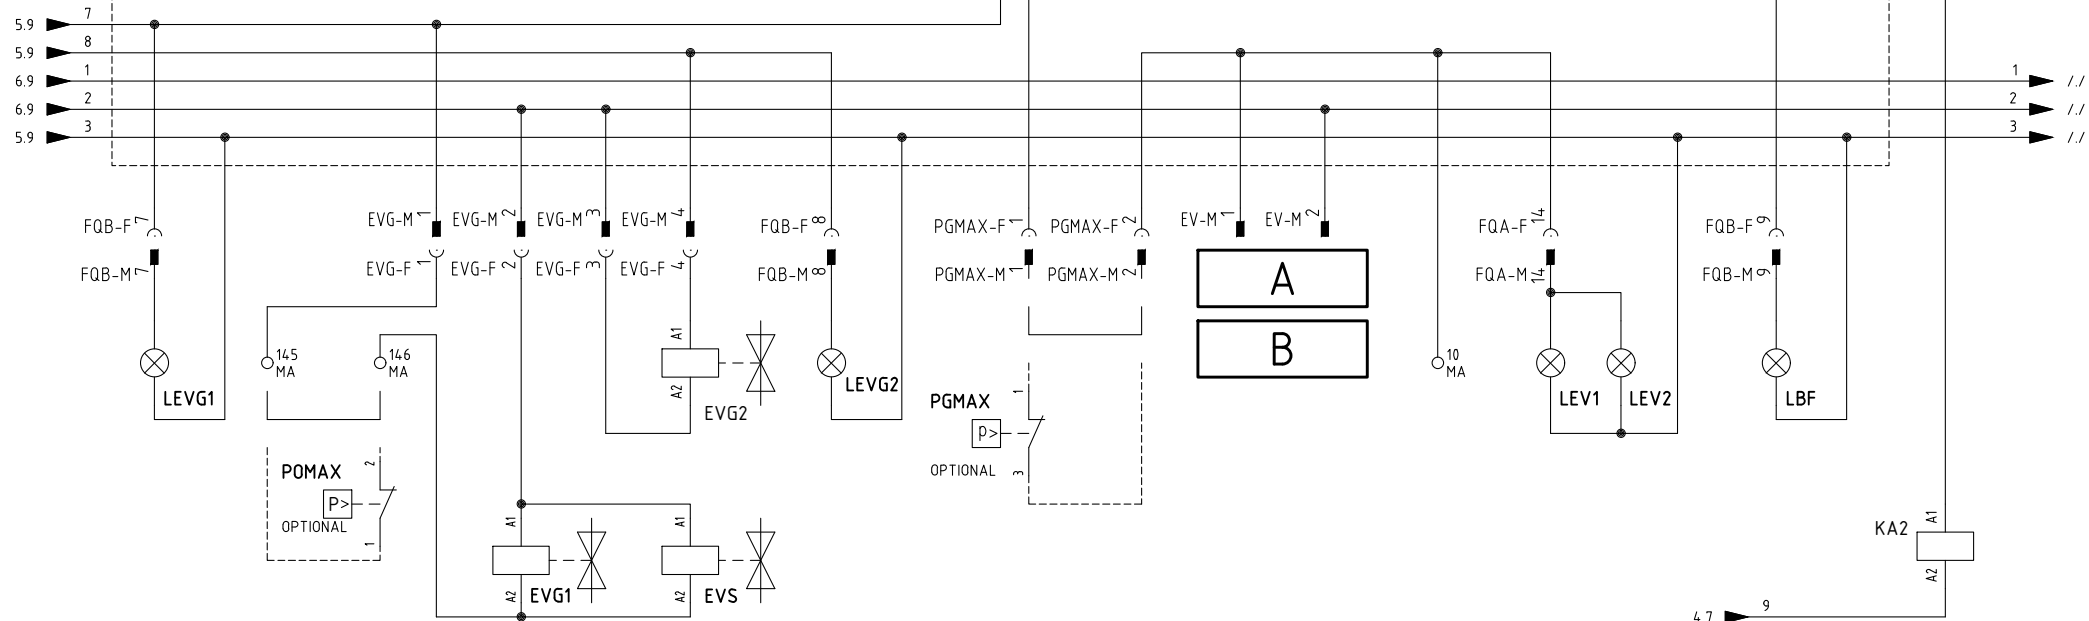 5.9 7
5.9 8
6.9 1 1 /./
6.9 2 2 /./
5.9 3 3 /./
FQB-F 7
FQB-M 7
EVG-M 1
EVG-F 1
EVG-M 2
EVG-F 2
EVG-M 3
EVG-F 3
EVG-M 4
EVG-F 4
FQB-F 8
FQB-M 8
PGMAX-F 1
PGMAX-M 1
PGMAX-F 2
PGMAX-M 2
EV-M 1
EV-M 2
A
B
FQA-F 14
FQA-M 14
FQB-F 9
FQB-M 9
LEVG1
145
MA
146
MA
A1
A2
EVG2
LEVG2
PGMAX
1
p>
OPTIONAL
3
10
MA
LEV1
LEV2
LBF
POMAX
2
P>
OPTIONAL
1
A1
A2
EVG1
A1
A2
EVS
KA2
A1
A2
4.7 9